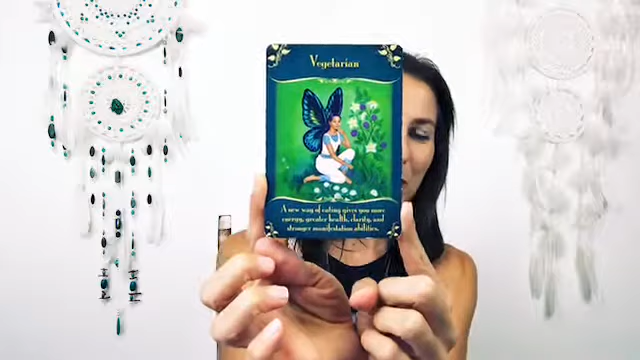 Vegetarian
A new way of eating gives you more
energy, greater health, clarity, and
stronger manifestation abilities.